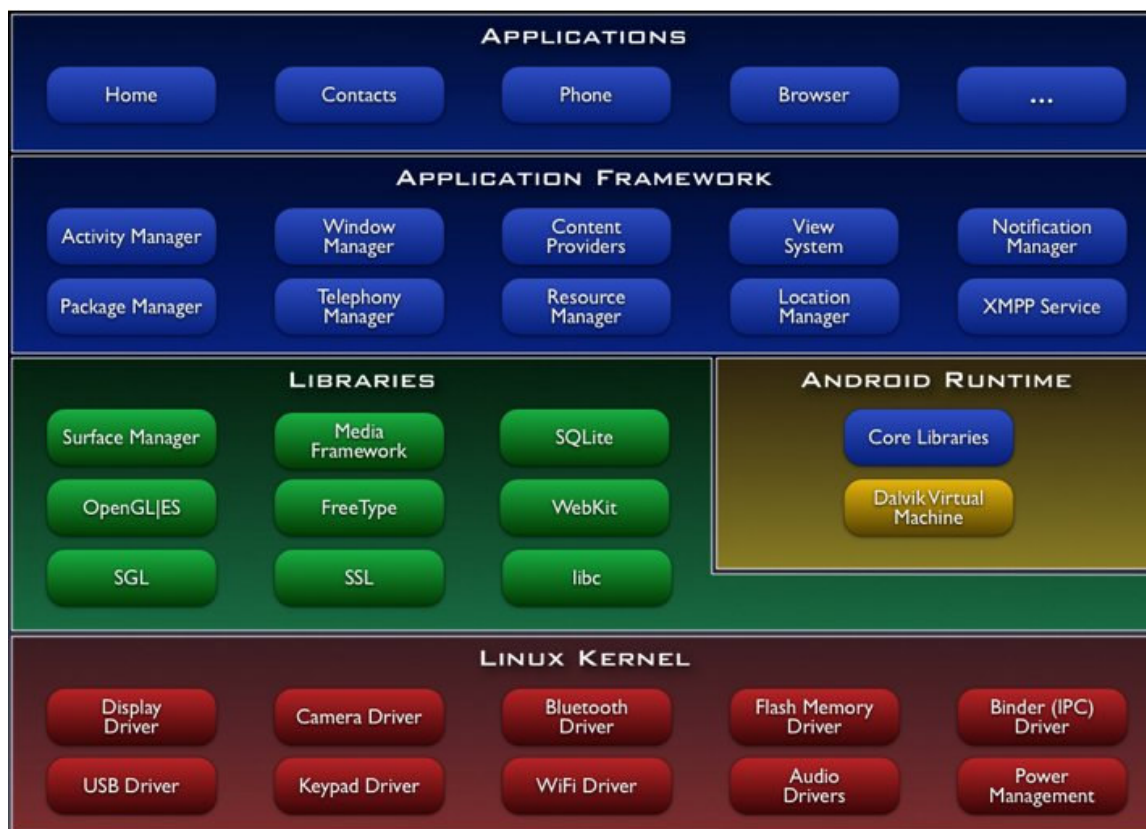 APPLICATIONS
Home
Contacts
Phone
Browser
...
APPLICATION FRAMEWORK
Activity Manager
Window
Manager
Content
Providers
View
System
Notification
Manager
Package Manager
Telephony
Manager
Resource
Manager
Location
Manager
XMPP Service
LIBRARIES
Surface Manager
Media
Framework
SQLite
OpenGL|ES
FreeType
WebKit
SGL
SSL
libc
ANDROID RUNTIME
Core Libraries
Dalvik Virtual
Machine
LINUX KERNEL
Display
Driver
Camera Driver
Bluetooth
Driver
Flash Memory
Driver
Binder (IPC)
Driver
USB Driver
Keypad Driver
WiFi Driver
Audio
Drivers
Power
Management